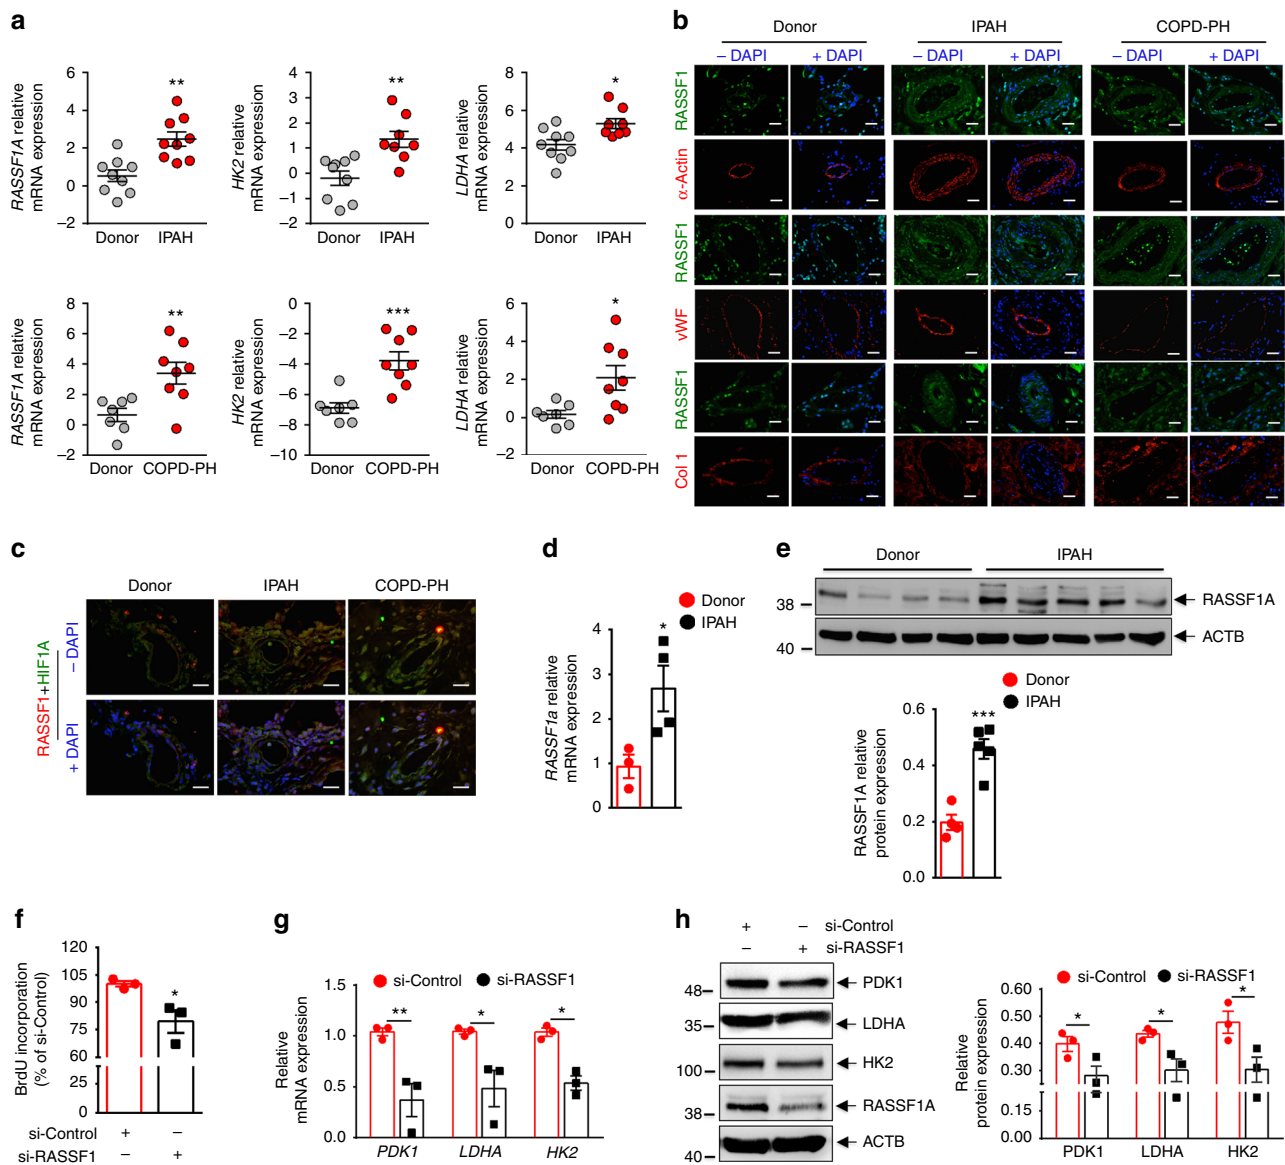 a
RASSF1A relative
mRNA expression
6
4
2
0
−2
**
Donor
IPAH
HK2 relative
mRNA expression
4
3
2
1
0
−1
−2
**
Donor
IPAH
LDHA relative
mRNA expression
8
6
4
2
0
*
Donor
IPAH
RASSF1A relative
mRNA expression
8
6
4
2
0
−2
**
Donor
COPD-PH
HK2 relative
mRNA expression
0
−2
−4
−6
−8
−10
***
Donor
COPD-PH
LDHA relative
mRNA expression
6
4
2
0
−2
*
Donor
COPD-PH
b
Donor
IPAH
COPD-PH
− DAPI
+ DAPI
− DAPI
+ DAPI
− DAPI
+ DAPI
RASSF1
α-Actin
RASSF1
vWF
RASSF1
Col 1
c
Donor
IPAH
COPD-PH
RASSF1+HIF1A
− DAPI
+ DAPI
d
Donor
IPAH
RASSF1a relative
mRNA expression
4
3
2
1
0
*
e
Donor
IPAH
38
RASSF1A
40
ACTB
Donor
IPAH
RASSF1A relative
protein expression
0.6
0.4
0.2
0.0
***
f
BrdU incorporation
(% of si-Control)
120
105
90
75
60
25
0
*
si-Control + −
si-RASSF1 − +
g
si-Control
si-RASSF1
Relative
mRNA expression
1.5
1.0
0.5
0.0
**
*
*
PDK1
LDHA
HK2
h
+ − si-Control
− + si-RASSF1
48
PDK1
35
LDHA
100
HK2
38
RASSF1A
40
ACTB
si-Control
si-RASSF1
Relative
protein expression
0.60
0.45
0.30
0.15
0.00
*
*
*
PDK1
LDHA
HK2